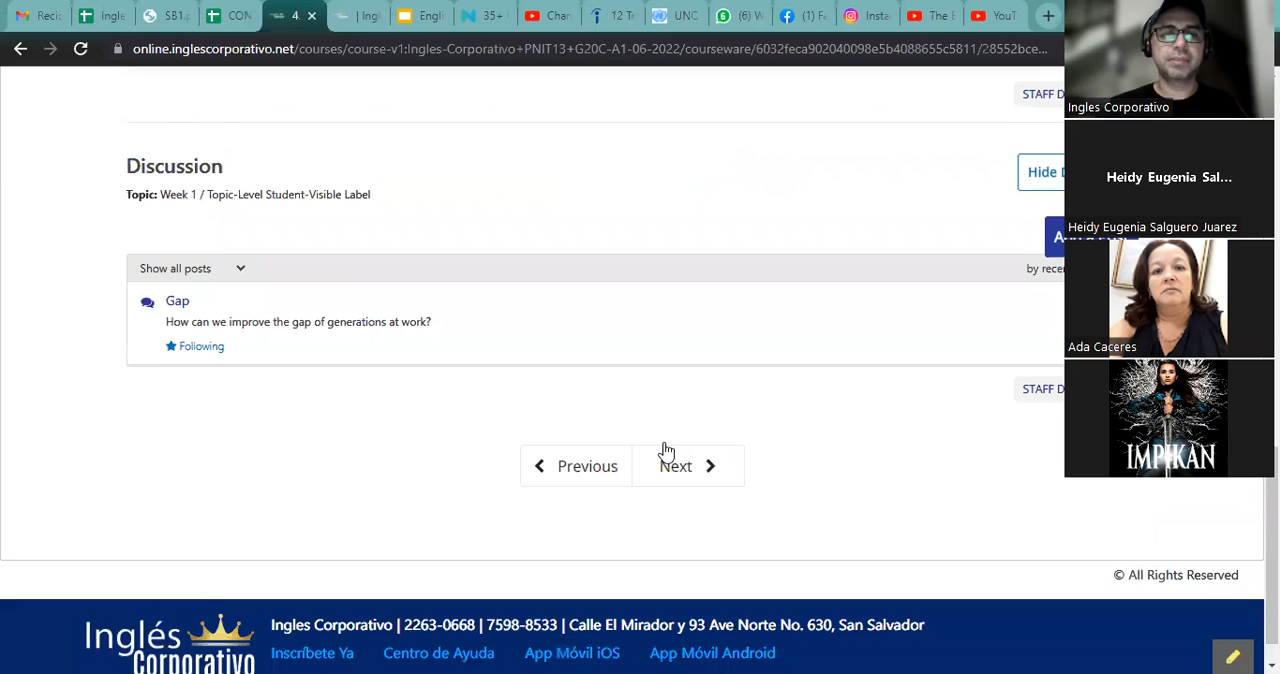 Reci
Ingle
SB1.p
CON
4.
| Ingl
Engli
35+
Char
12 Te
UNC
(6) W
(1) Fa
Insta
The B
YouT
online.inglescorporativo.net/courses/course-v1:Ingles-Corporativo+PNIT13+G20C-A1-06-2022/courseware/6032feca902040098e5b4088655c5811/28552bce...
Ingles Corporativo
STAFF D
Discussion
Hide D
Topic: Week 1 / Topic-Level Student-Visible Label
Heidy Eugenia Sal...
Heidy Eugenia Salguero Juarez
Show all posts
by rece
Gap
How can we improve the gap of generations at work?
Following
Ada Caceres
STAFF D
IMPIKAN
Previous
Next
© All Rights Reserved
Inglés
Corporativo
Ingles Corporativo | 2263-0668 | 7598-8533 | Calle El Mirador y 93 Ave Norte No. 630, San Salvador
Inscríbete Ya
Centro de Ayuda
App Móvil iOS
App Móvil Android